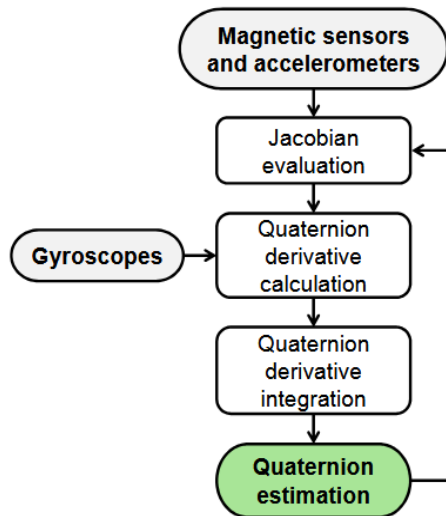 Magnetic sensors
and accelerometers
Jacobian
evaluation
Gyroscopes
Quaternion
derivative
calculation
Quaternion
derivative
integration
Quaternion
estimation